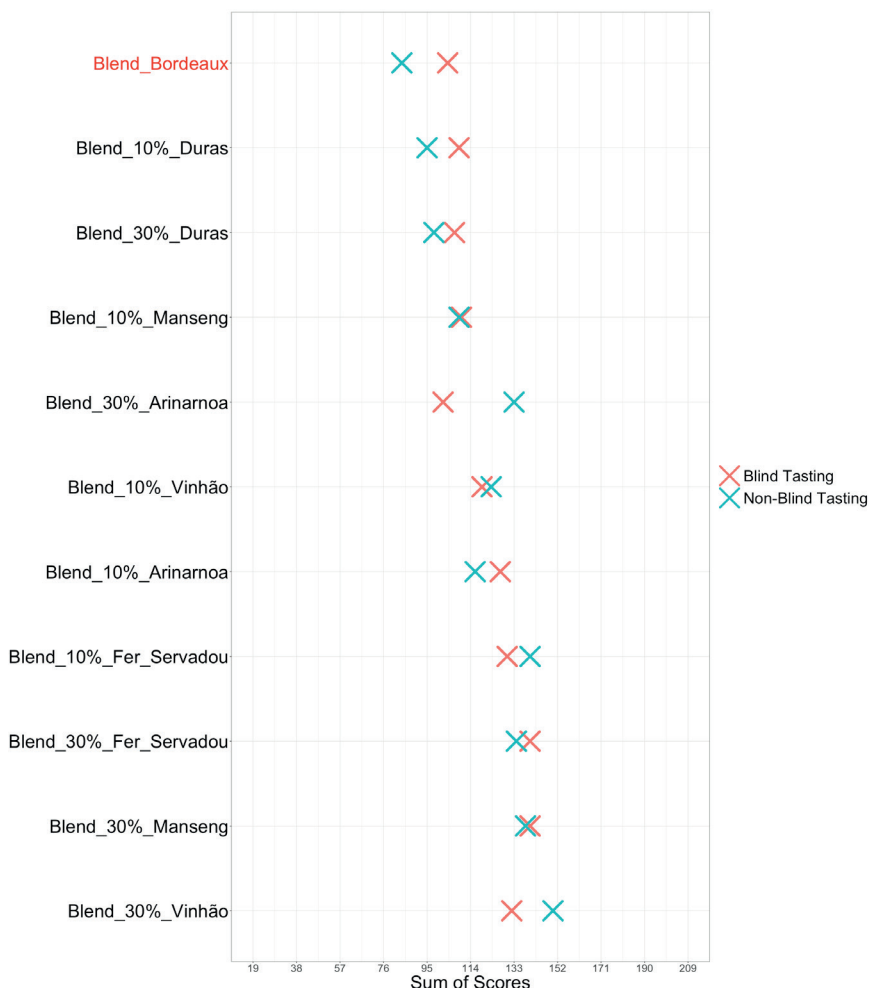 Blend_Bordeaux
Blend_10%_Duras
Blend_30%_Duras
Blend_10%_Manseng
Blend_30%_Arinarnoa
Blend_10%_Vinhão
Blend_10%_Arinarnoa
Blend_10%_Fer_Servadou
Blend_30%_Fer_Servadou
Blend_30%_Manseng
Blend_30%_Vinhão
Blind Tasting
Non-Blind Tasting
19 38 57 76 95 114 133 152 171 190 209
Sum of Scores